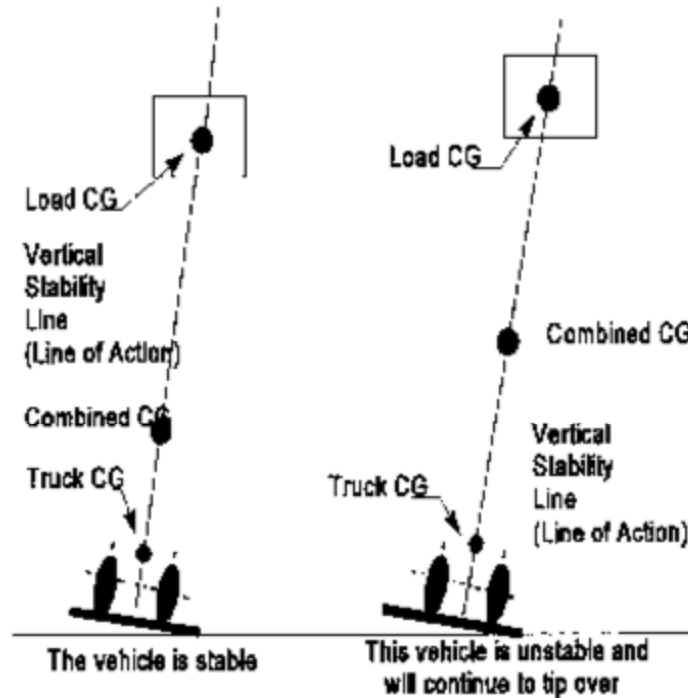 Load CG
Vertical
Stability
Line
(Line of Action)
Combined CG
Truck CG
The vehicle is stable
Load CG
Combined CG
Vertical
Stability
Line
(Line of Action)
Truck CG
This vehicle is unstable and
will continue to tip over